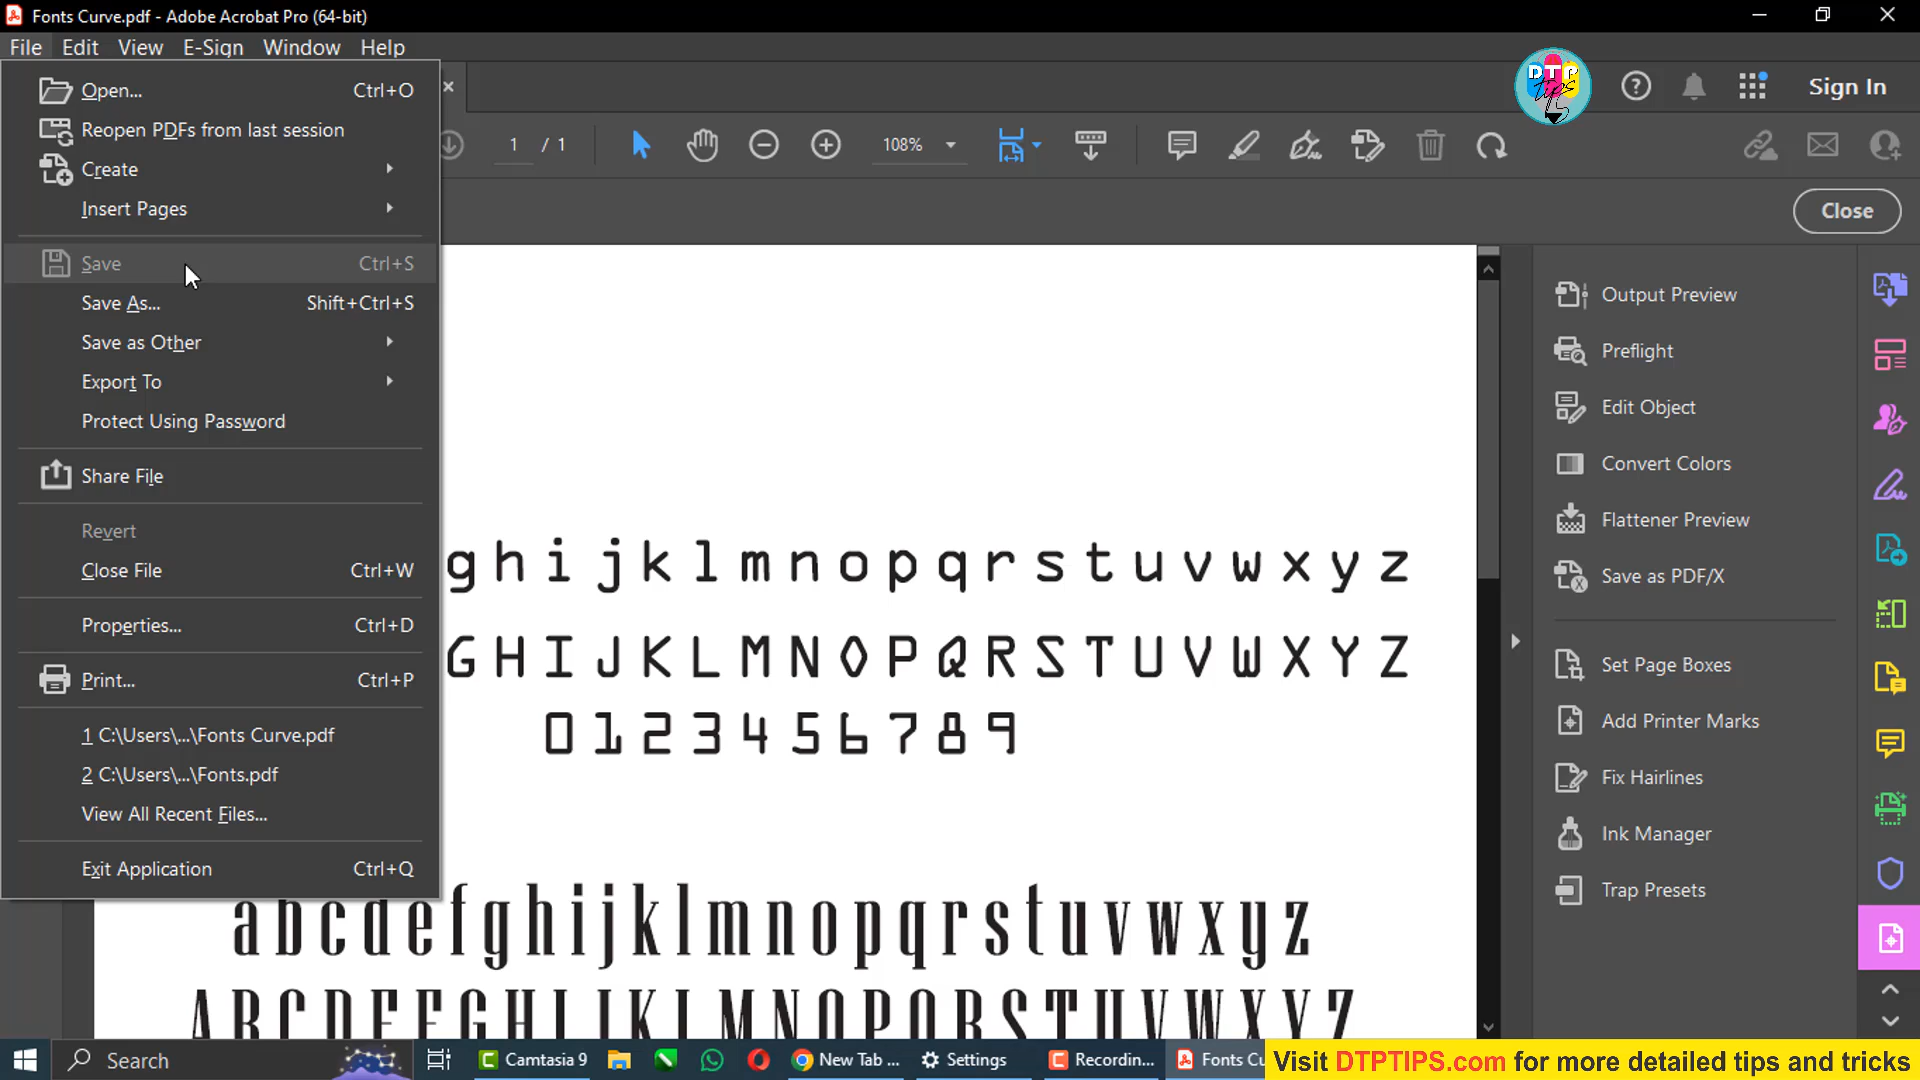 Fonts Curve.pdf - Adobe Acrobat Pro (64-bit)
File Edit View E-Sign Window Help
Open... Ctrl+O
Reopen PDFs from last session
Create
Insert Pages
Save Ctrl+S
Save As... Shift+Ctrl+S
Save as Other
Export To
Protect Using Password
Share File
Revert
Close File Ctrl+W
Properties... Ctrl+D
Print... Ctrl+P
1 C:\Users\...\Fonts Curve.pdf
2 C:\Users\...\Fonts.pdf
View All Recent Files...
Exit Application Ctrl+Q
DTP Tips
Sign In
1 / 1 108%
Close
Output Preview
Preflight
Edit Object
Convert Colors
Flattener Preview
Save as PDF/X
Set Page Boxes
Add Printer Marks
Fix Hairlines
Ink Manager
Trap Presets
g h i j k l m n o p q r s t u v w x y z
G H I J K L M N O P Q R S T U V W X Y Z
0 1 2 3 4 5 6 7 8 9
a b c d e f g h i j k l m n o p q r s t u v w x y z
A B C D E F G H I J K L M N O P Q R S T U V W X Y Z
Search Camtasia 9 New Tab ... Settings Recordin... Fonts Cu
Visit DTPTIPS.com for more detailed tips and tricks